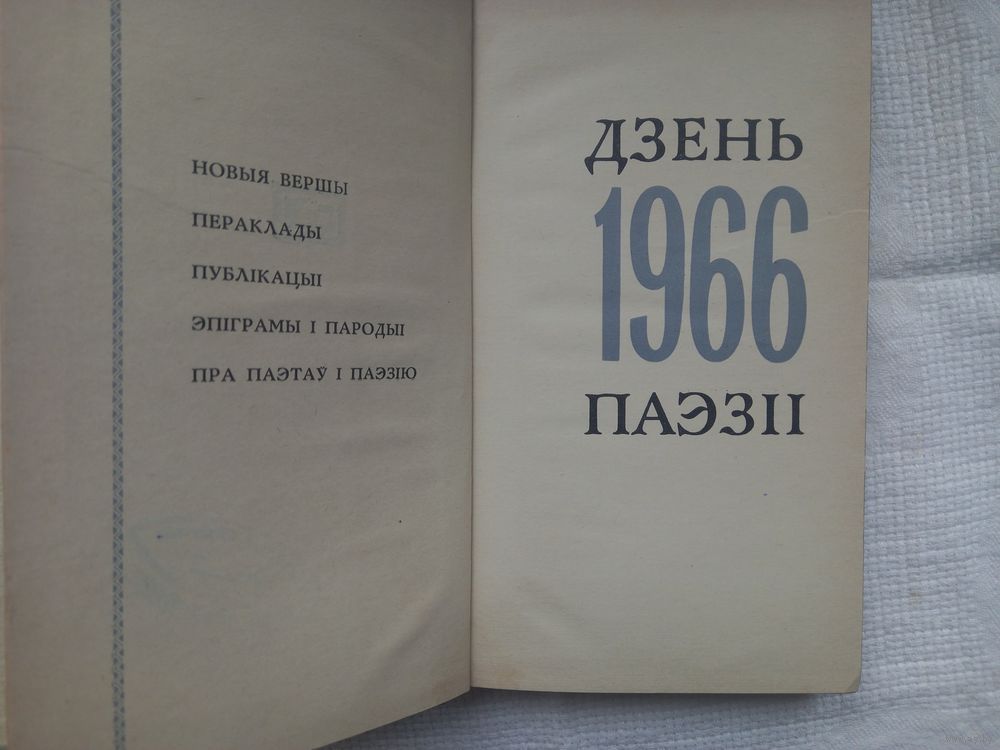 НОВЫЯ ВЕРШЫ
ПЕРАКЛАДЫ
ПУБЛІКАЦЫІ
ЭПІГРАМЫ І ПАРОДЫІ
ПРА ПАЭТАЎ І ПАЭЗІЮ
ДЗЕНЬ
1966
ПАЭЗІІ